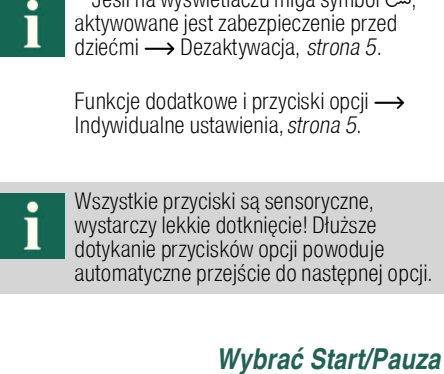 Jeśli na wyświetlaczu miga symbol
aktywowane jest zabezpieczenie przed
dziećmi ⟶ Dezaktywacja, strona 5.
Funkcje dodatkowe i przyciski opcji ⟶
Indywidualne ustawienia, strona 5.
Wszystkie przyciski są sensoryczne,
wystarczy lekkie dotknięcie! Dłuższe
dotykanie przycisków opcji powoduje
automatyczne przejście do następnej opcji.
Wybrać Start/Pauza